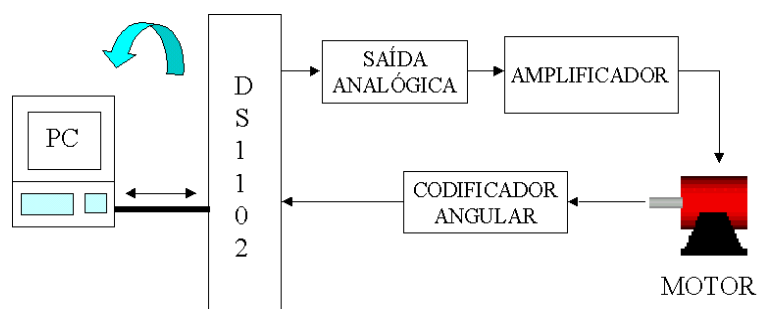 PC
D
S
1
1
0
2
SAÍDA
ANALÓGICA
AMPLIFICADOR
CODIFICADOR
ANGULAR
MOTOR